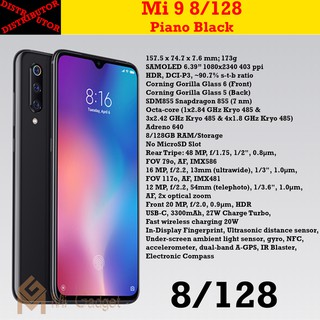 DISTRIBUTOR
DISTRIBUTOR
Mi 9 8/128
Piano Black
157.5 x 74.7 x 7.6 mm; 173g
SAMOLED 6.39" 1080x2340 403 ppi
HDR, DCI-P3, ~90.7% s-t-b ratio
Corning Gorilla Glass 6 (Front)
Corning Gorilla Glass 5 (Back)
SDM855 Snapdragon 855 (7 nm)
Octa-core (1x2.84 GHz Kryo 485 &
3x2.42 GHz Kryo 485 & 4x1.8 GHz Kryo 485)
Adreno 640
8/128GB RAM/Storage
No MicroSD Slot
Rear Tripe: 48 MP, f/1.75, 1/2", 0.8µm,
FOV 79o, AF, IMX586
16 MP, f/2.2, 13mm (ultrawide), 1/3", 1.0µm,
FOV 117o, AF, IMX481
12 MP, f/2.2, 54mm (telephoto), 1/3.6", 1.0µm,
AF, 2x optical zoom
Front 20 MP, f/2.0, 0.9µm, HDR
USB-C, 3300mAh, 27W Charge Turbo,
Fast wireless charging 20W
In-Display Fingerprint, Ultrasonic distance sensor,
Under-screen ambient light sensor, gyro, NFC,
accelerometer, dual-band A-GPS, IR Blaster,
Electronic Compass
8/128